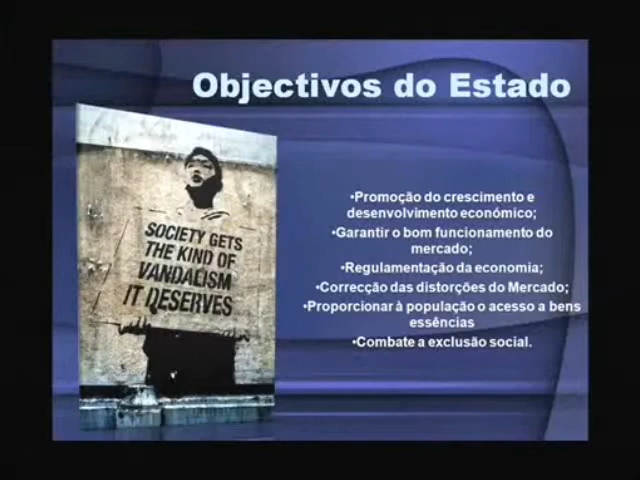 Objectivos do Estado
SOCIETY GETS
THE KIND OF
VANDALISM
IT DESERVES
•Promoção do crescimento e
desenvolvimento económico;
•Garantir o bom funcionamento do
mercado;
•Regulamentação da economia;
•Correcção das distorções do Mercado;
•Proporcionar à população o acesso a bens
essências
•Combate a exclusão social.